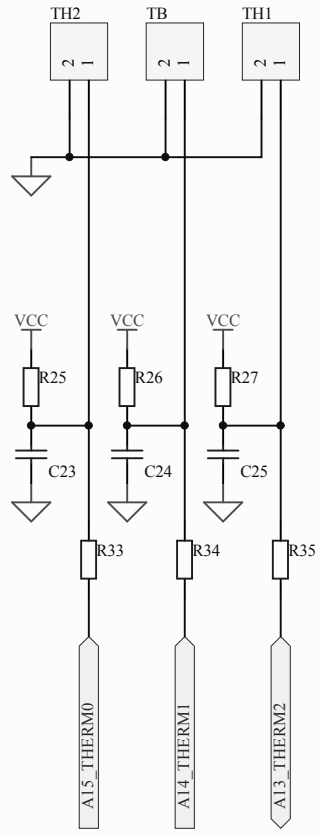 TH2 TB TH1
2 1 2 1 2 1
VCC VCC VCC
R25 R26 R27
C23 C24 C25
R33 R34 R35
A15_THERM0 A14_THERM1 A13_THERM2